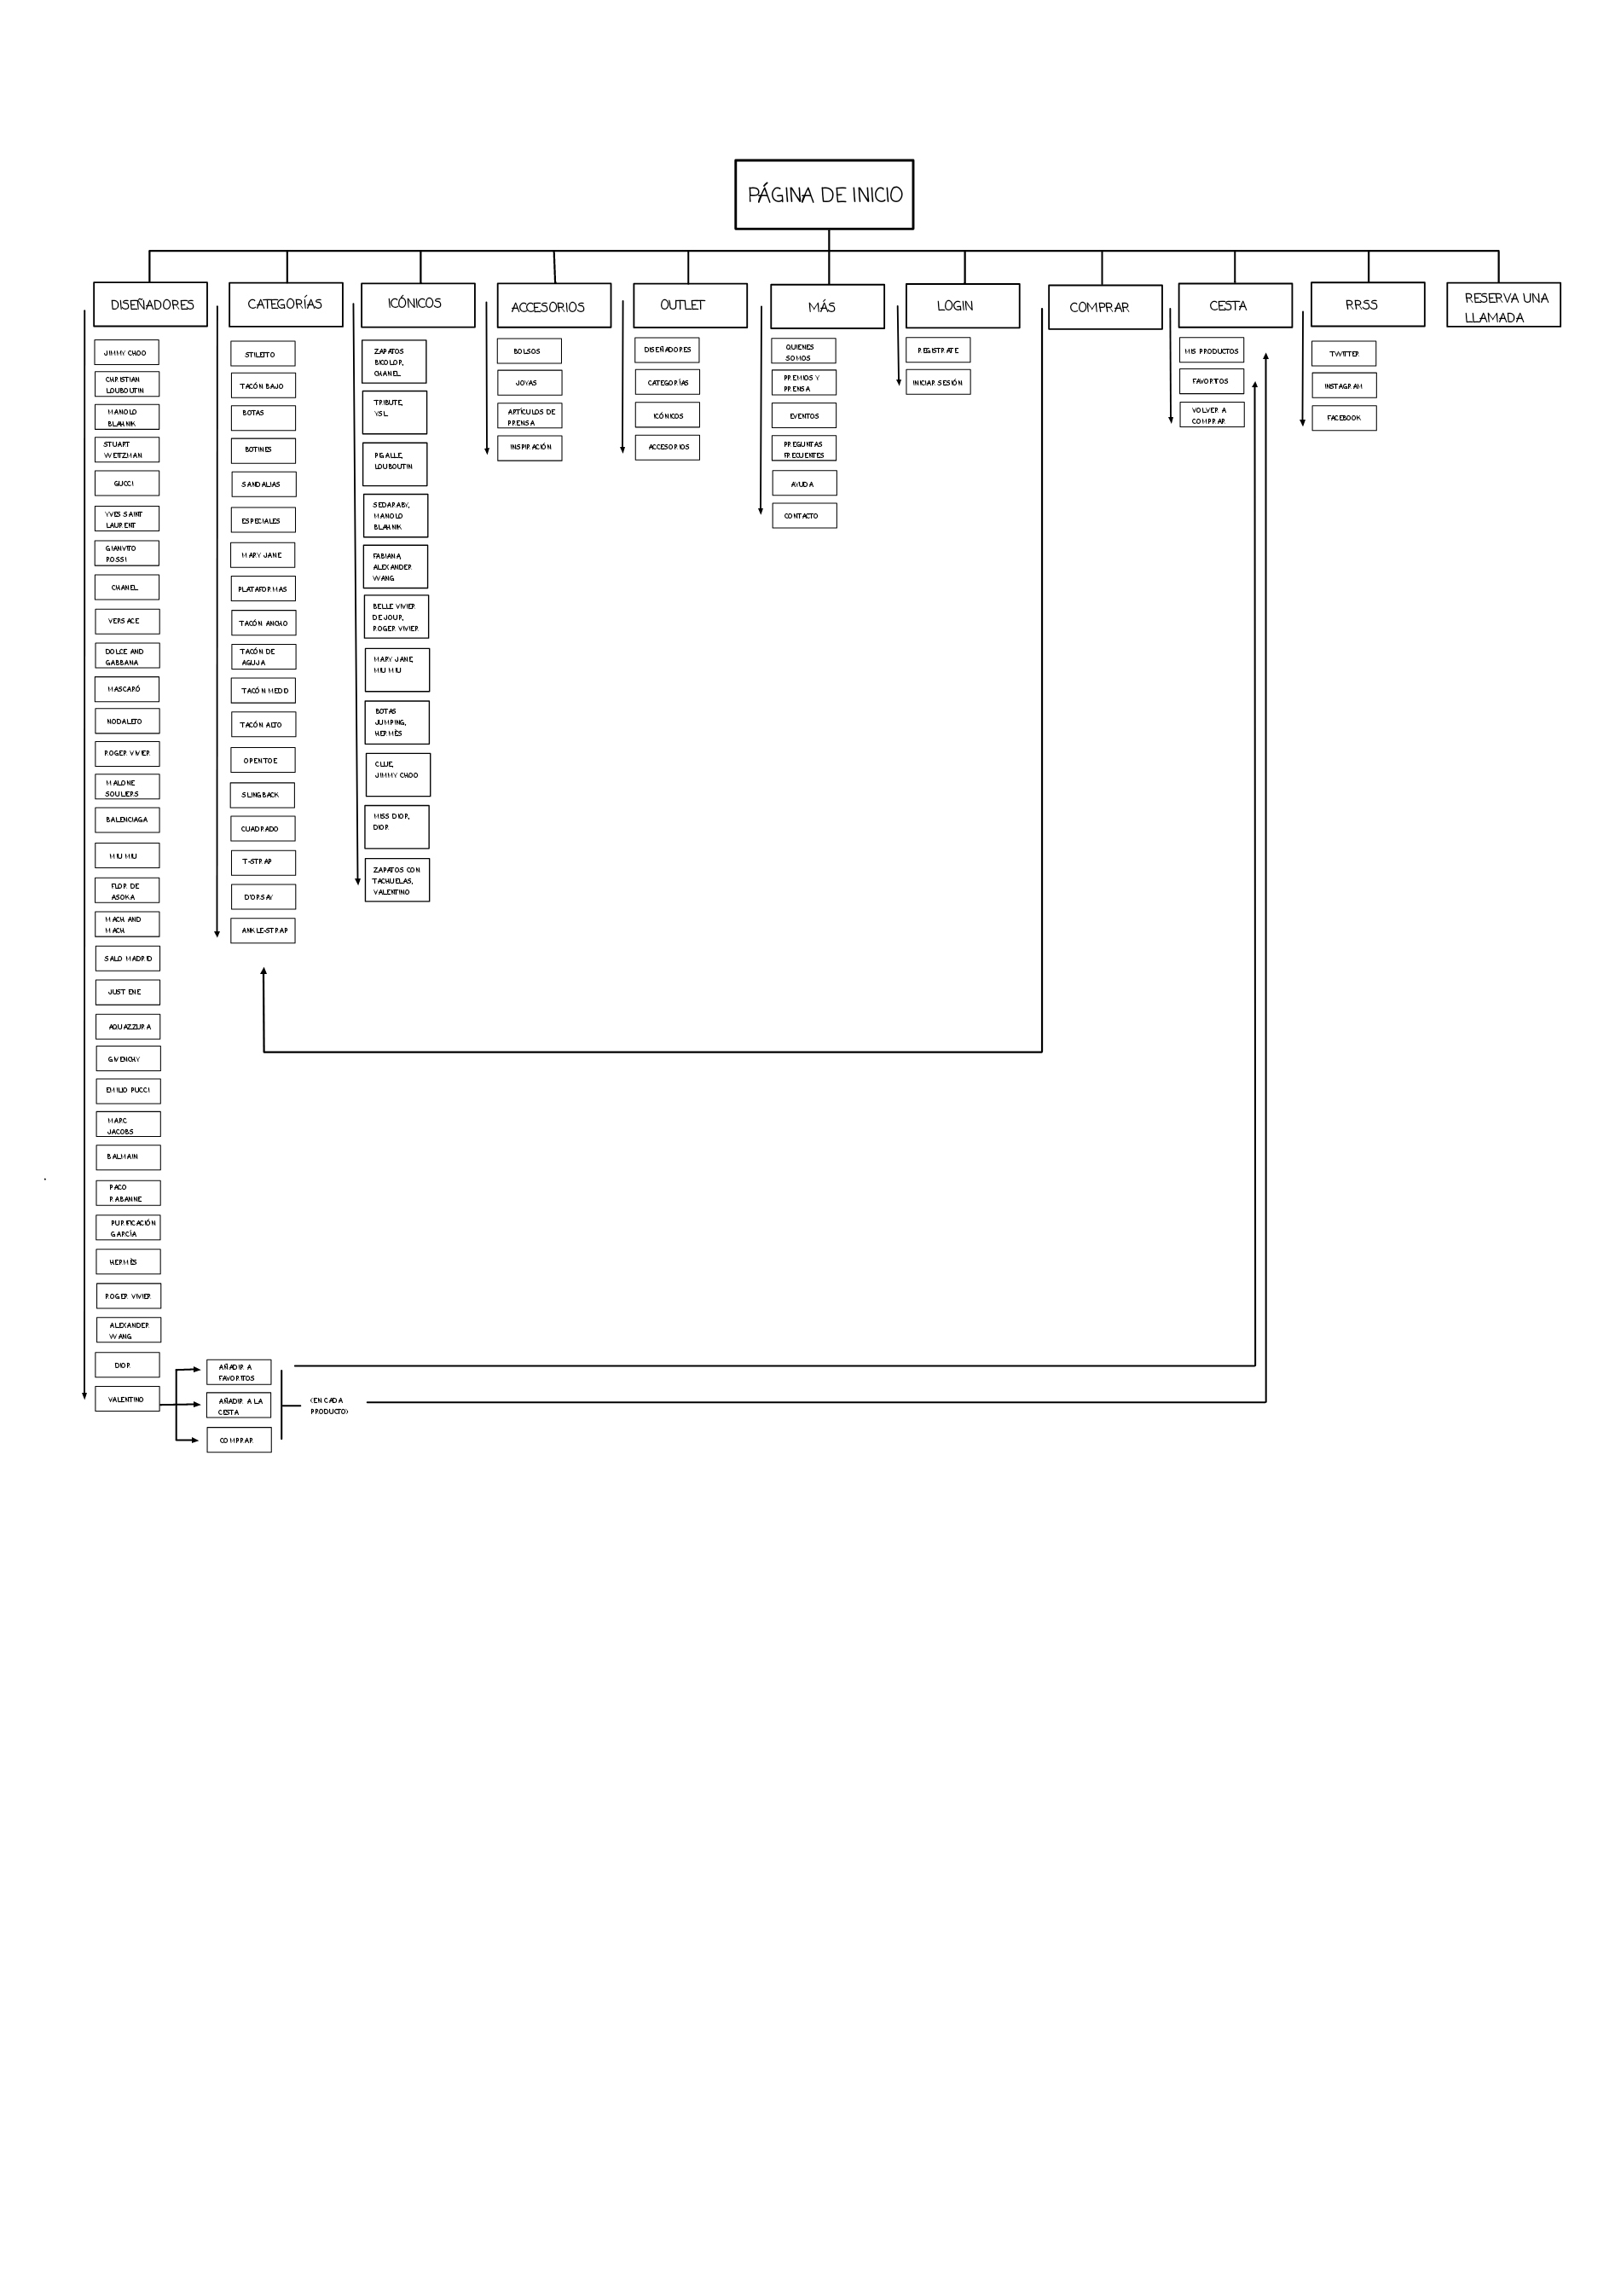 PÁGINA DE INICIO
DISEÑADORES
JIMMY CHOO
CHRISTIAN
LOUBOUTIN
MANOLO
BLAHNIK
STUART
WEITZMAN
GUCCI
YVES SAINT
LAURENT
GIANVITO
ROSSI
CHANEL
VERSACE
DOLCE AND
GABBANA
MASCARÓ
NODALETO
ROGER VIVIER
MALONE
SOULIERS
BALENCIAGA
MIU MIU
FLOR DE
ASOKA
MACH AND
MACH
SALO MADRID
JUST ENE
AQUAZZURA
GIVENCHY
EMILIO PUCCI
MARC
JACOBS
BALMAIN
PACO
RABANNE
PURIFICACIÓN
GARCÍA
HERMÈS
ROGER VIVIER
ALEXANDER
WANG
DIOR
VALENTINO
AÑADIR A
FAVORITOS
AÑADIR A LA
CESTA
COMPRAR
(EN CADA
PRODUCTO)
CATEGORÍAS
STILETTO
TACÓN BAJO
BOTAS
BOTINES
SANDALIAS
ESPECIALES
MARY JANE
PLATAFORMAS
TACÓN ANCHO
TACÓN DE
AGUJA
TACÓN MEDIO
TACÓN ALTO
OPEN TOE
SLINGBACK
CUADRADO
T-STRAP
D'ORSAY
ANKLE-STRAP
ICÓNICOS
ZAPATOS
BICOLOR,
CHANEL
TRIBUTE,
YSL
PIGALLE,
LOUBOUTIN
SEDARABY,
MANOLO
BLAHNIK
FABIANA,
ALEXANDER
WANG
BELLE VIVIER
DE JOUR,
ROGER VIVIER
MARY JANE,
MIU MIU
BOTAS
JUMPING,
HERMÈS
CLUE,
JIMMY CHOO
MISS DIOR,
DIOR
ZAPATOS CON
TACHUELAS,
VALENTINO
ACCESORIOS
BOLSOS
JOYAS
ARTÍCULOS DE
PRENSA
INSPIRACIÓN
OUTLET
DISEÑADORES
CATEGORÍAS
ICÓNICOS
ACCESORIOS
MÁS
QUIENES
SOMOS
PREMIOS Y
PRENSA
EVENTOS
PREGUNTAS
FRECUENTES
AYUDA
CONTACTO
LOGIN
REGISTRATE
INICIAR SESIÓN
COMPRAR
CESTA
MIS PRODUCTOS
FAVORITOS
VOLVER A
COMPRAR
RRSS
TWITTER
INSTAGRAM
FACEBOOK
RESERVA UNA
LLAMADA